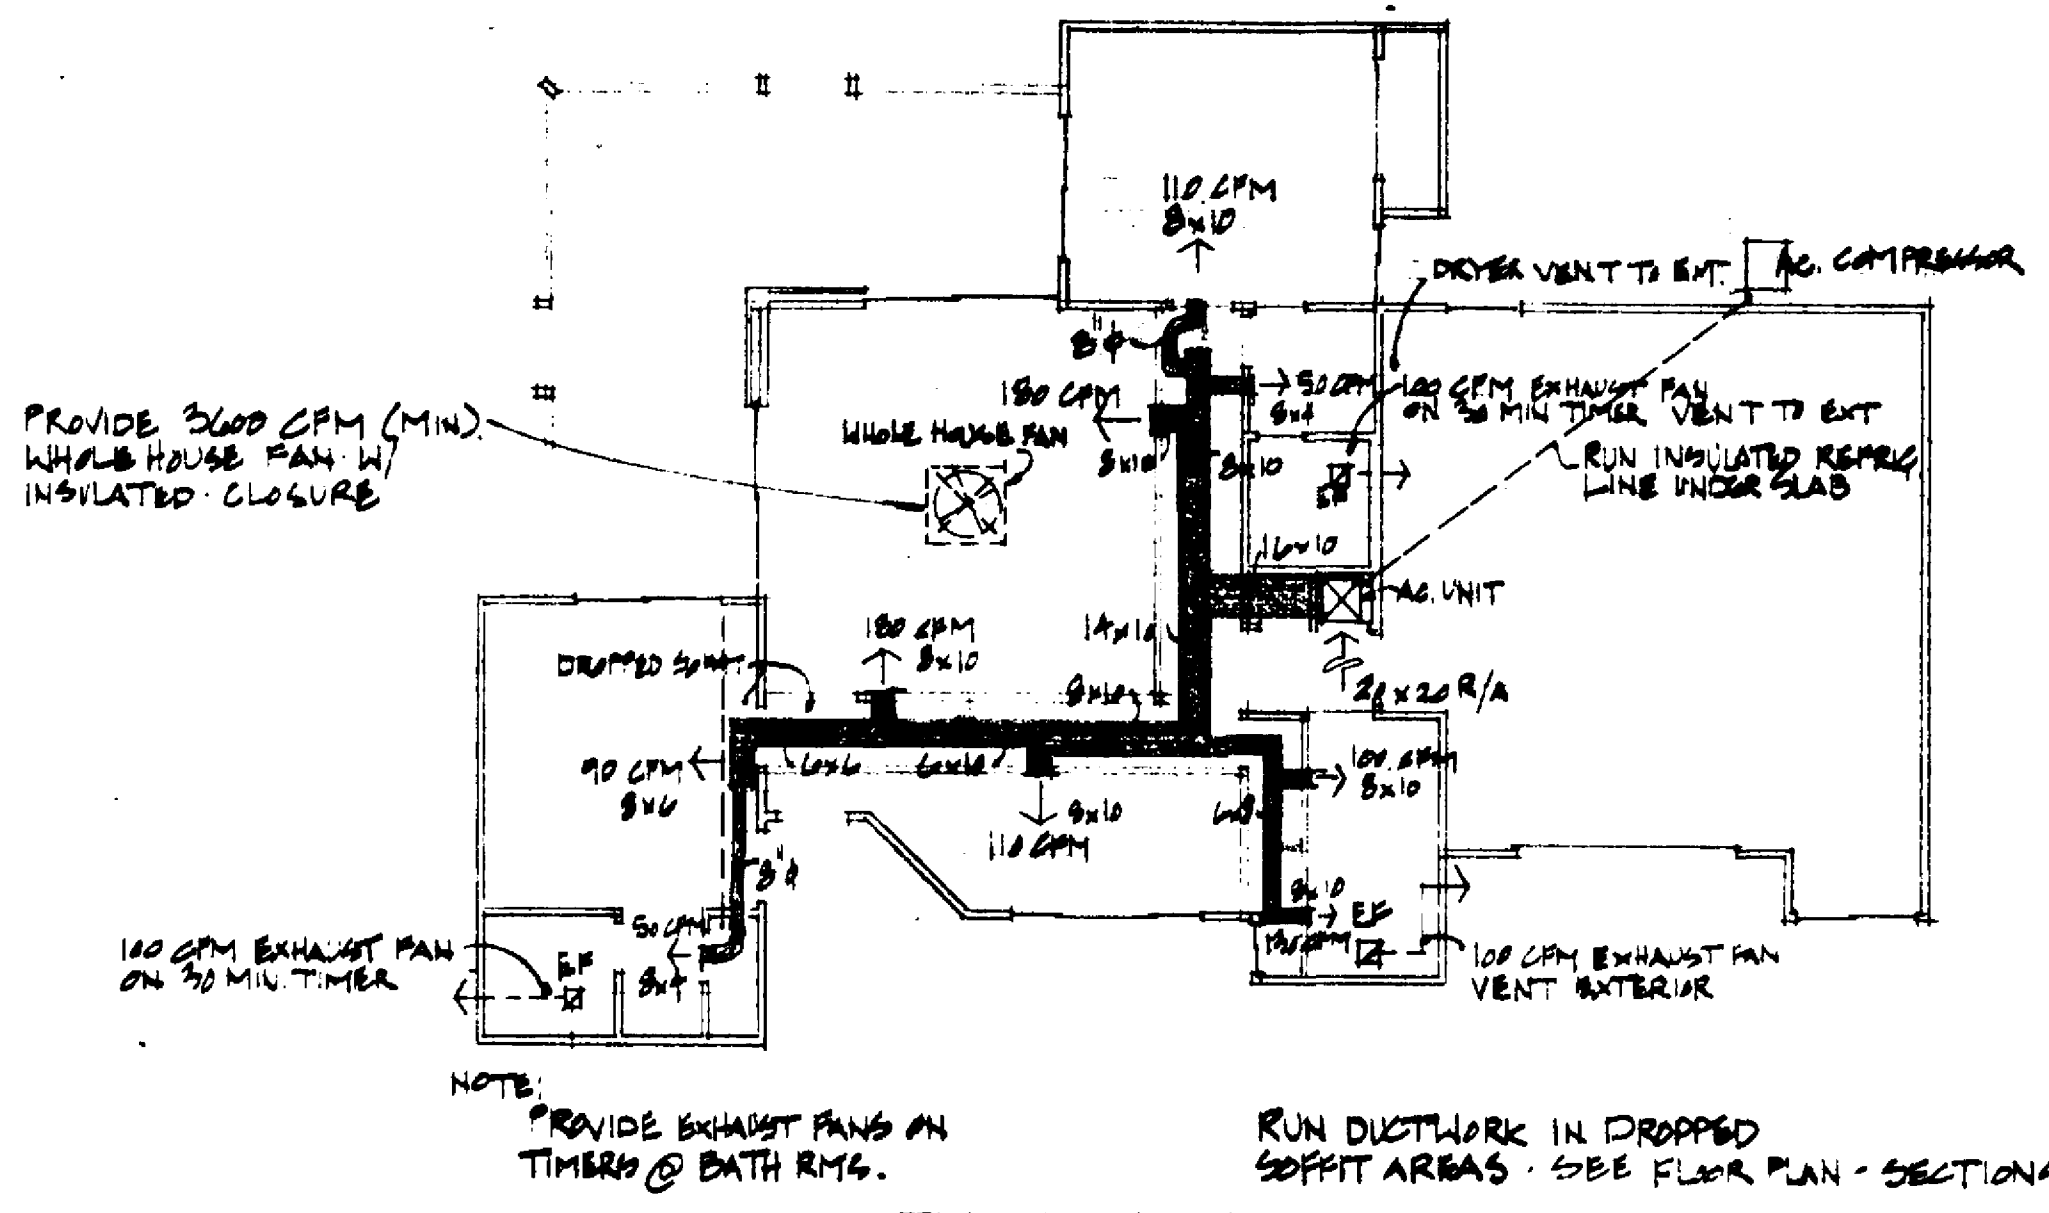 110 CFM
8x10
DRYER VENT TO EXT.
A.C. COMPRESSOR
8"ϕ
180 CFM
8x10
50 CFM
8x4
100 CFM EXHAUST FAN
ON 30 MIN TIMER VENT TO EXT
PROVIDE 3600 CFM (MIN).
WHOLE HOUSE FAN W/
INSULATED CLOSURE
WHOLE HOUSE FAN
8x10
RUN INSULATED REFRIG.
LINE UNDER SLAB
EF
16x10
A.C. UNIT
180 CFM
8x10
14x10
DROPPED SOFFIT
8x10
20x20 R/A
90 CFM
8x6
6x6
6x10
100 CFM
8x10
8x10
110 CFM
6x8
8"ϕ
8x10
EF
50 CFM
8x4
100 CFM EXHAUST FAN
ON 30 MIN. TIMER
EF
100 CFM EXHAUST FAN
VENT EXTERIOR
NOTE:
PROVIDE EXHAUST FANS ON
TIMERS @ BATH RMS.
RUN DUCTWORK IN DROPPED
SOFFIT AREAS - SEE FLOOR PLAN - SECTIONS